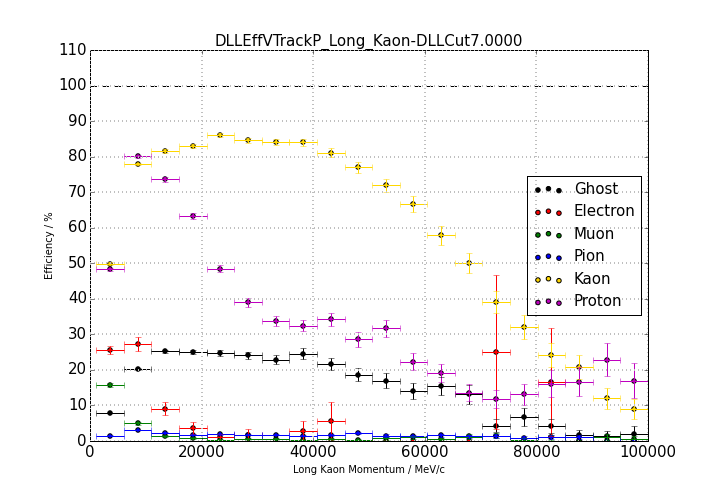 DLLEffVTrackP_Long_Kaon-DLLCut7.0000
110
100
90
80
70
60
50
40
30
20
10
0
Efficiency / %
Ghost
Electron
Muon
Pion
Kaon
Proton
0 20000 40000 60000 80000 100000
Long Kaon Momentum / MeV/c